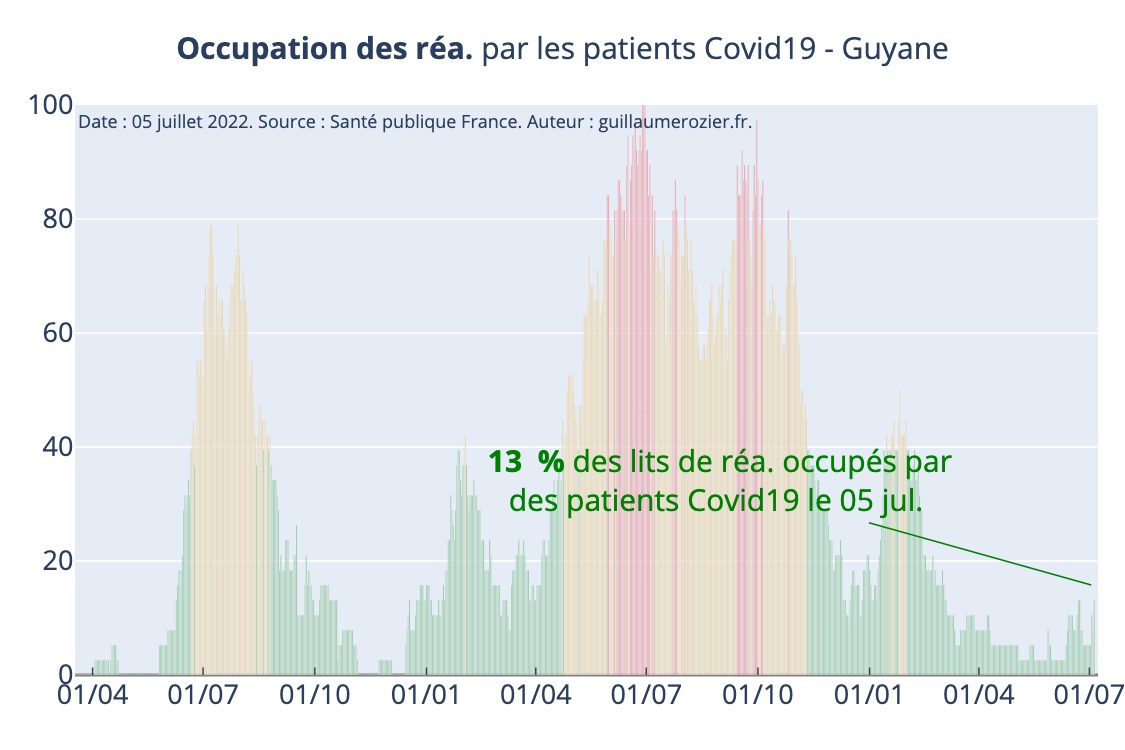 Occupation des réa. par les patients Covid19 - Guyane
100
Date : 05 juillet 2022. Source : Santé publique France. Auteur : guillaumerozier.fr.
80
60
40
13 % des lits de réa. occupés par
des patients Covid19 le 05 jul.
20
0
01/04 01/07 01/10 01/01 01/04 01/07 01/10 01/01 01/04 01/07